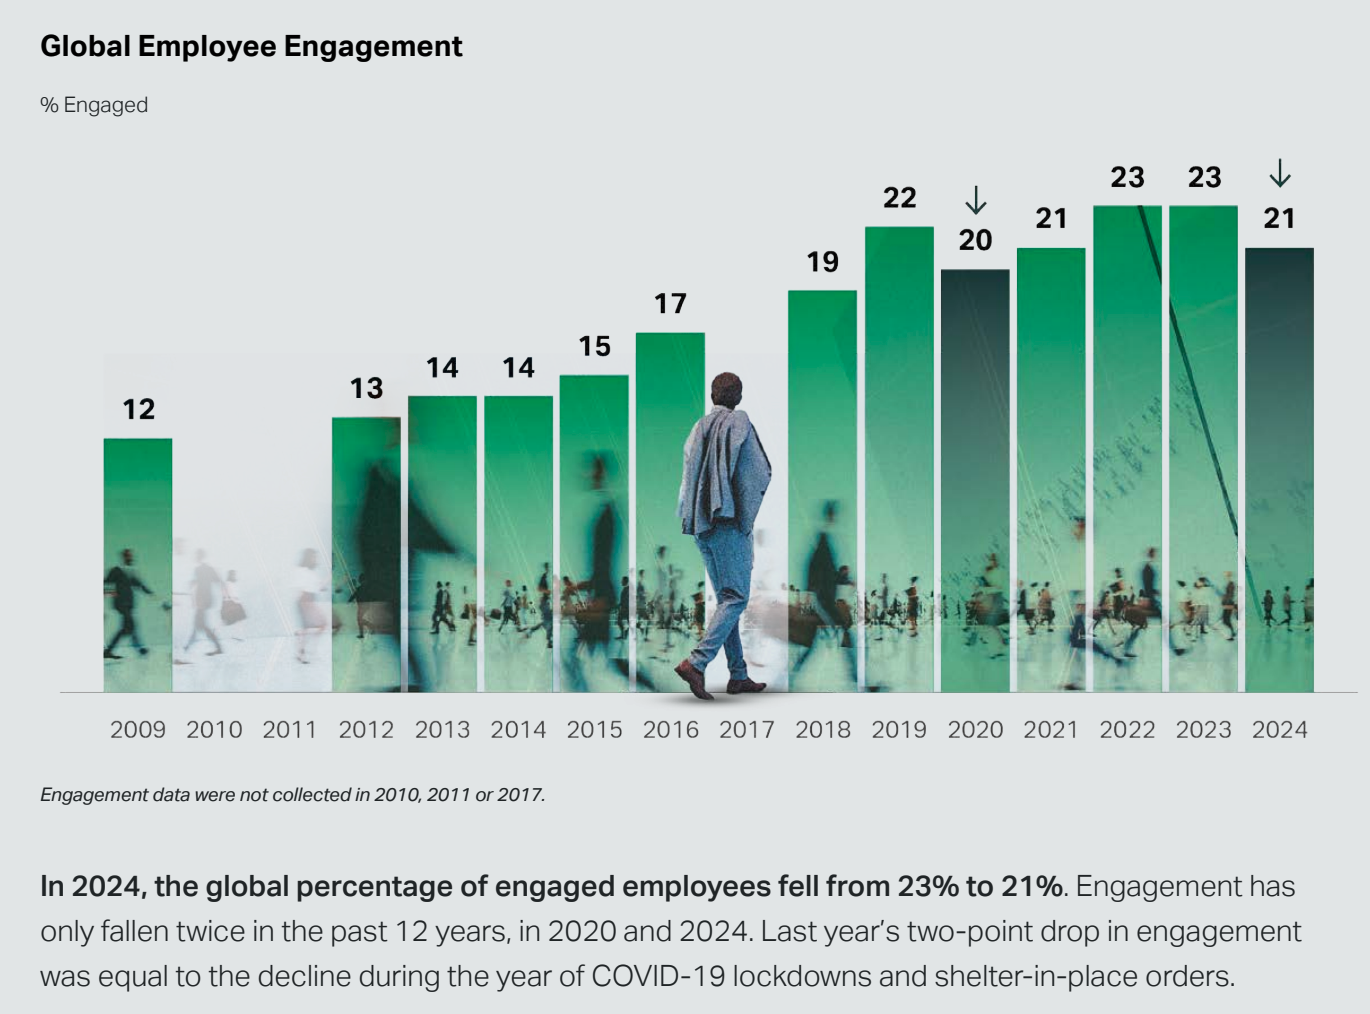 Global Employee Engagement
% Engaged
12
13
14
14
15
17
19
22
↓
20
21
23
23
↓
21
2009 2010 2011 2012 2013 2014 2015 2016 2017 2018 2019 2020 2021 2022 2023 2024
Engagement data were not collected in 2010, 2011 or 2017.
In 2024, the global percentage of engaged employees fell from 23% to 21%. Engagement has
only fallen twice in the past 12 years, in 2020 and 2024. Last year’s two-point drop in engagement
was equal to the decline during the year of COVID-19 lockdowns and shelter-in-place orders.